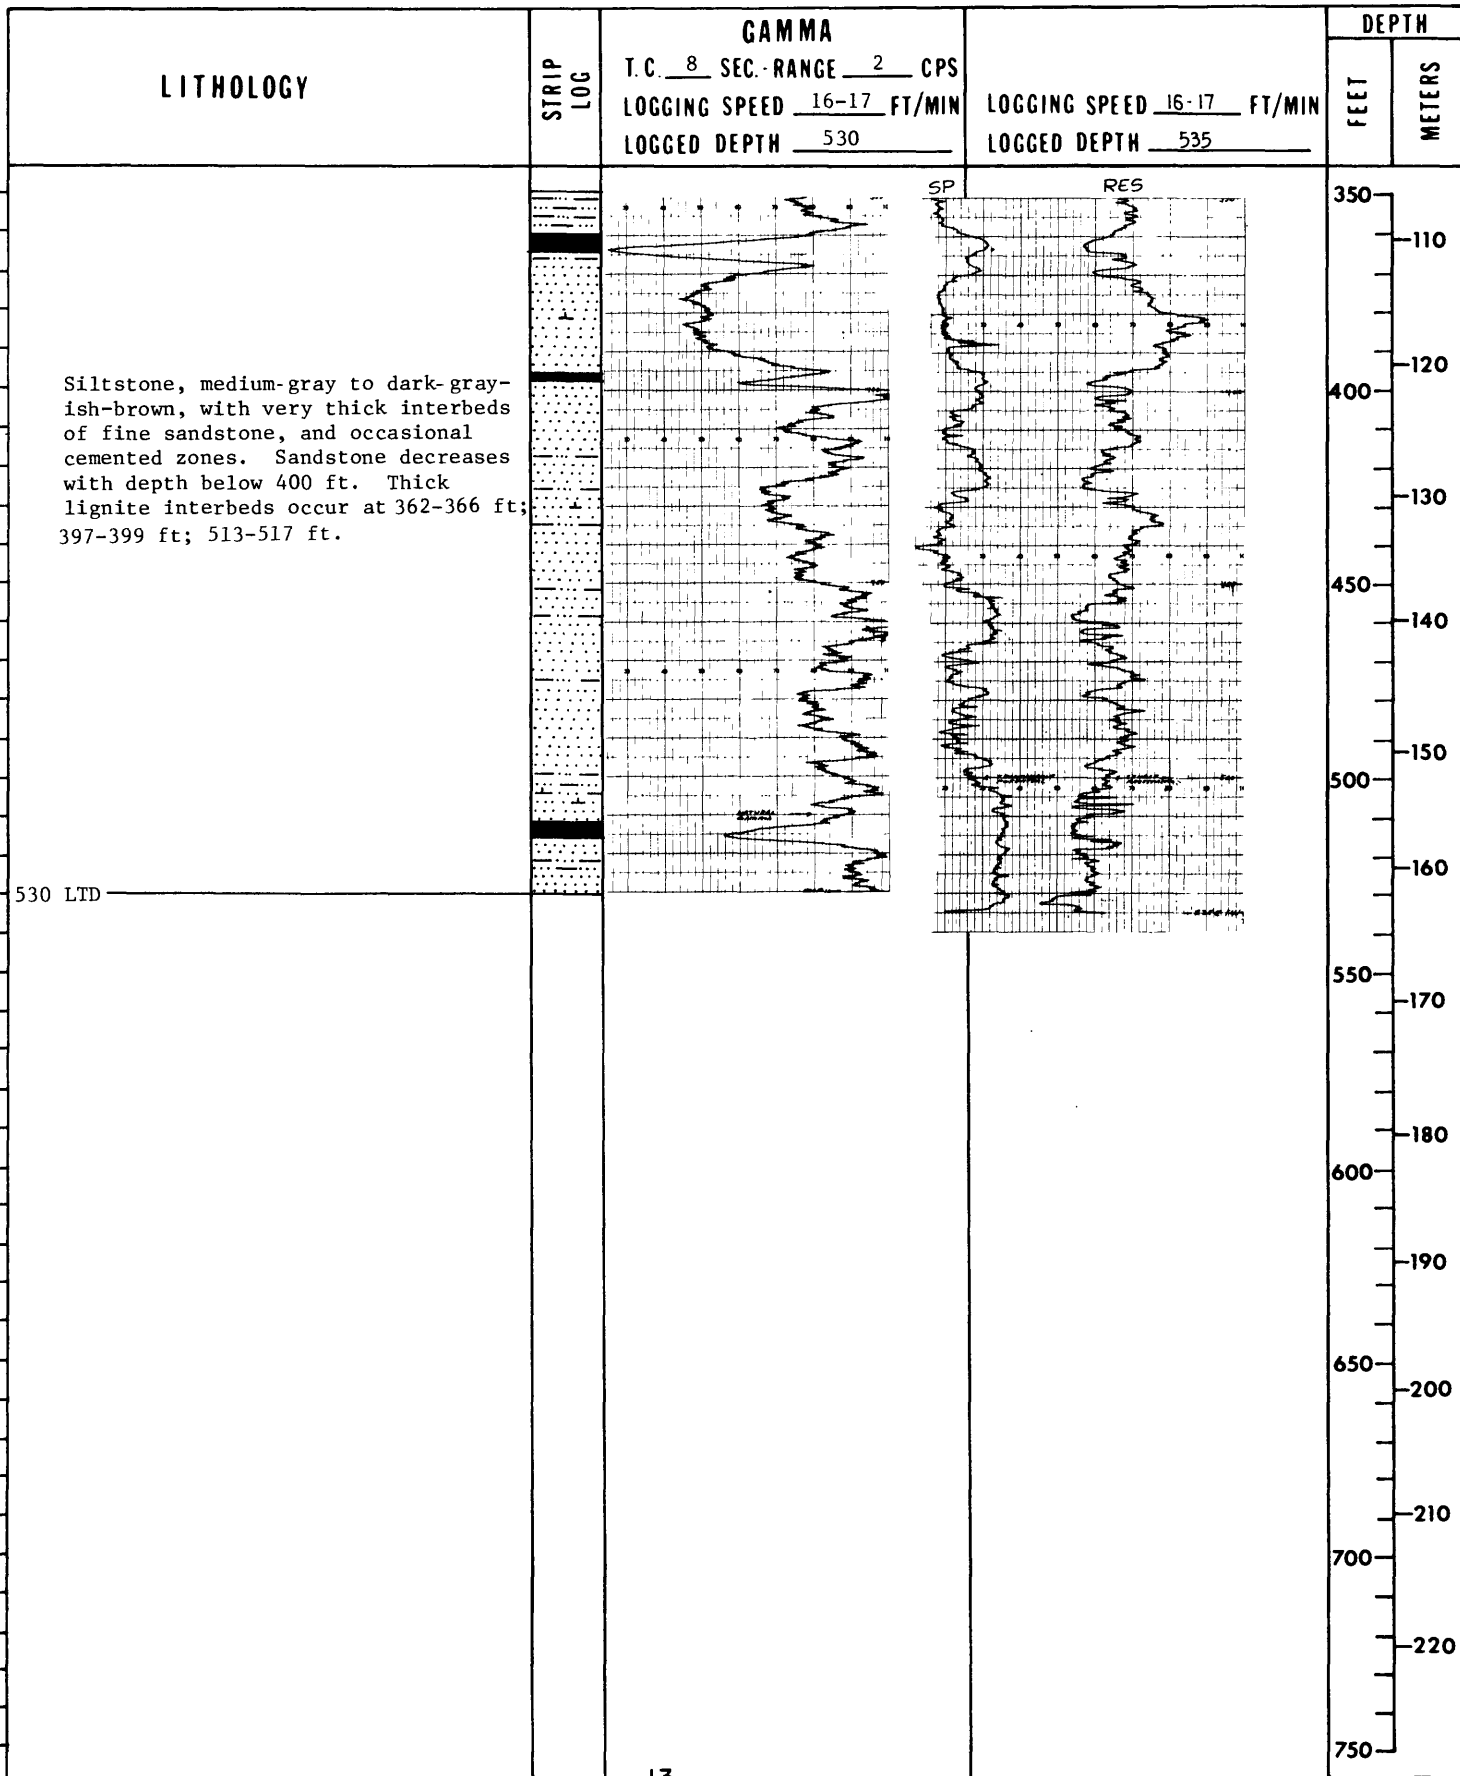 LITHOLOGY
STRIP LOG
GAMMA
T.C. 8 SEC.-RANGE 2 CPS
LOGGING SPEED 16-17 FT/MIN
LOGGED DEPTH 530
LOGGING SPEED 16-17 FT/MIN
LOGGED DEPTH 535
DEPTH
FEET
METERS
SP
RES
Siltstone, medium-gray to dark-gray-
ish-brown, with very thick interbeds
of fine sandstone, and occasional
cemented zones. Sandstone decreases
with depth below 400 ft. Thick
lignite interbeds occur at 362-366 ft;
397-399 ft; 513-517 ft.
530 LTD
350
400
450
500
550
600
650
700
750
110
120
130
140
150
160
170
180
190
200
210
220